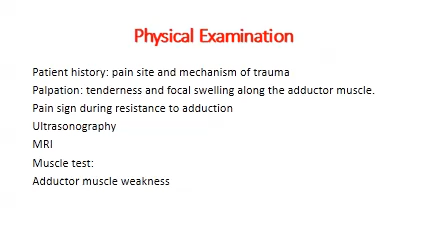 Physical Examination
Patient history: pain site and mechanism of trauma
Palpation: tenderness and focal swelling along the adductor muscle.
Pain sign during resistance to adduction
Ultrasonography
MRI
Muscle test:
Adductor muscle weakness